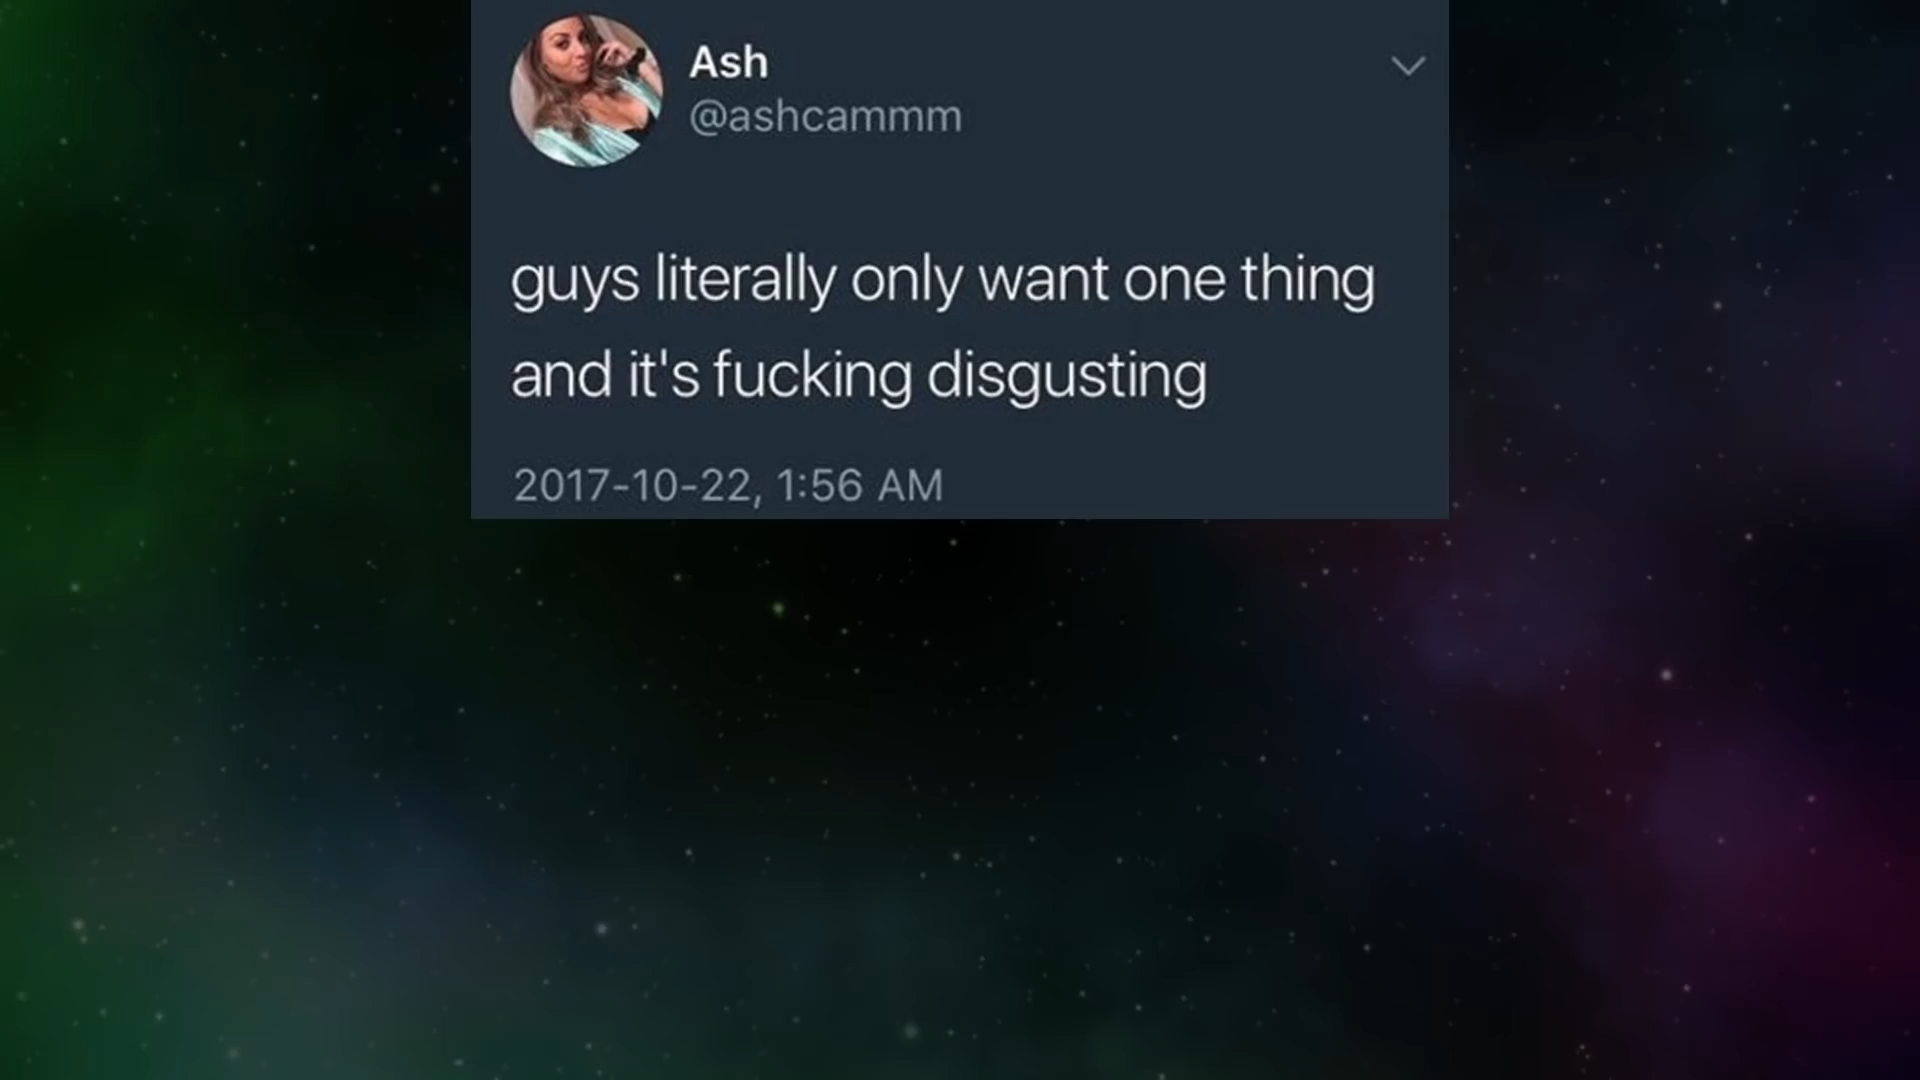 Ash
@ashcammm
guys literally only want one thing
and it's fucking disgusting
2017-10-22, 1:56 AM